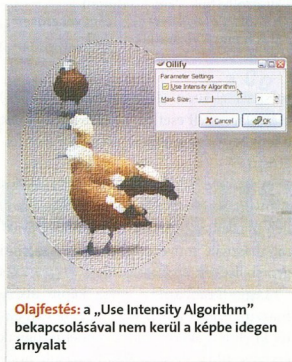 Oilify
Parameter Settings
Use Intensity Algorithm
Mask Size:
7
Cancel
OK
Olajfestés: a „Use Intensity Algorithm”
bekapcsolásával nem kerül a képbe idegen
árnyalat